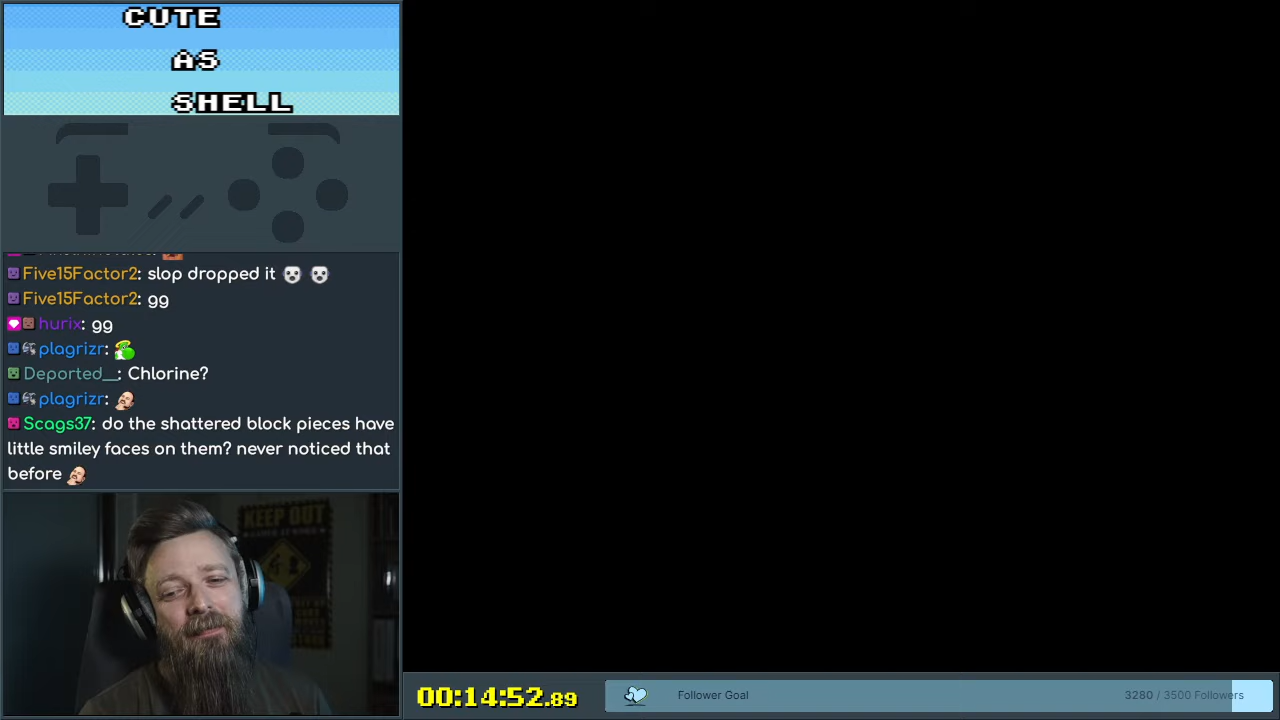 CUTE
AS
SHELL
Five15Factor2: slop dropped it
Five15Factor2: gg
hurix: gg
plagrizr:
Deported__: Chlorine?
plagrizr:
Scags37: do the shattered block pieces have
little smiley faces on them? never noticed that
before
KEEP OUT
00:14:52.89
Follower Goal
3280 / 3500 Followers